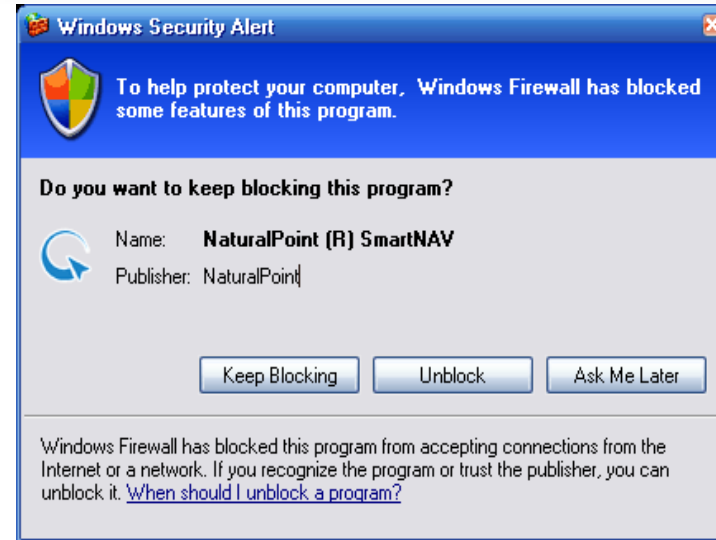 Windows Security Alert
To help protect your computer, Windows Firewall has blocked
some features of this program.
Do you want to keep blocking this program?
Name: NaturalPoint (R) SmartNAV
Publisher: NaturalPoint
Keep Blocking Unblock Ask Me Later
Windows Firewall has blocked this program from accepting connections from the
Internet or a network. If you recognize the program or trust the publisher, you can
unblock it. When should I unblock a program?